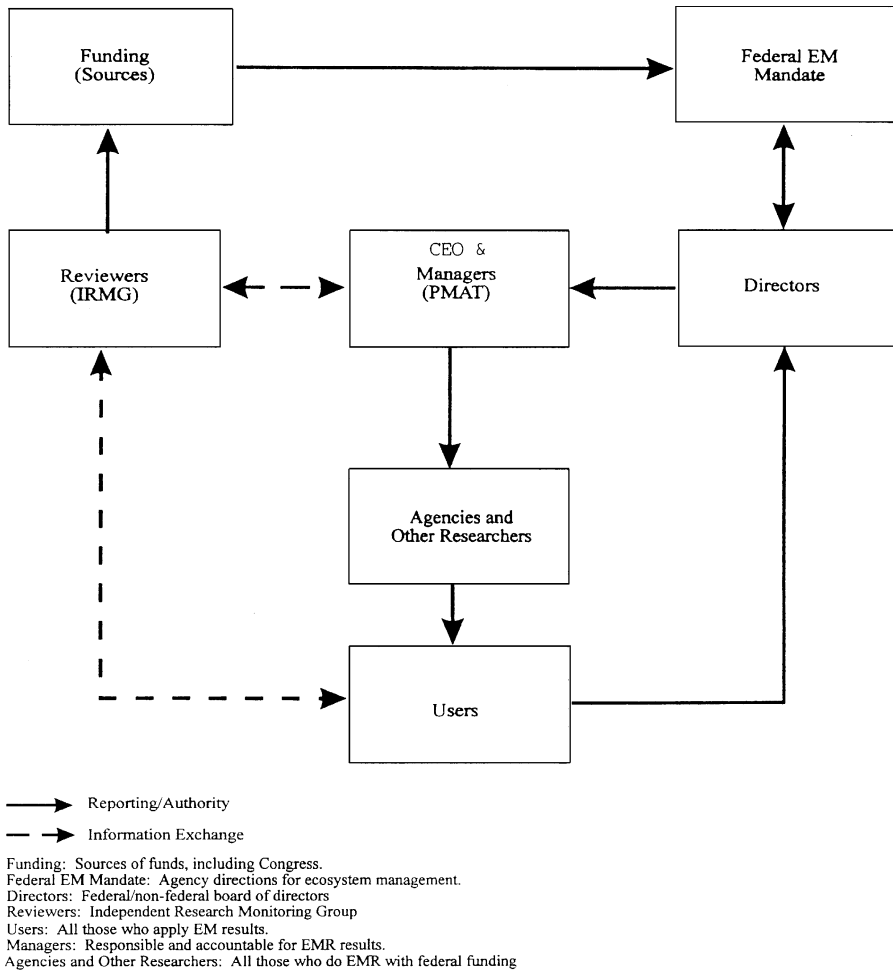 Funding
(Sources)
Federal EM
Mandate
Reviewers
(IRMG)
CEO &
Managers
(PMAT)
Directors
Agencies and
Other Researchers
Users
Reporting/Authority
Information Exchange
Funding: Sources of funds, including Congress.
Federal EM Mandate: Agency directions for ecosystem management.
Directors: Federal/non-federal board of directors
Reviewers: Independent Research Monitoring Group
Users: All those who apply EM results.
Managers: Responsible and accountable for EMR results.
Agencies and Other Researchers: All those who do EMR with federal funding